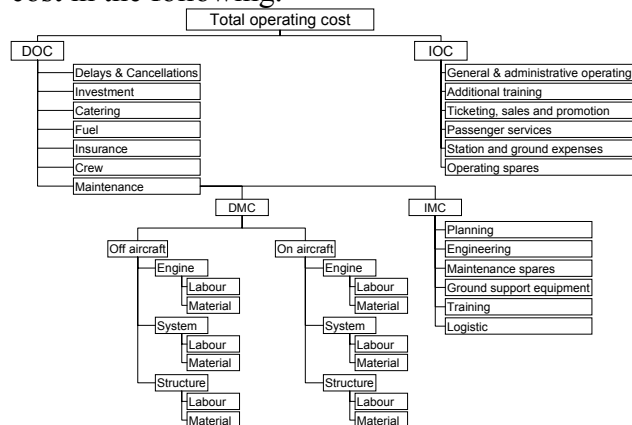 cost in the following:
Total operating cost
DOC
Delays & Cancellations
Investment
Catering
Fuel
Insurance
Crew
Maintenance
IOC
General & administrative operating
Additional training
Ticketing, sales and promotion
Passenger services
Station and ground expenses
Operating spares
DMC
Off aircraft
Engine
Labour
Material
System
Labour
Material
Structure
Labour
Material
On aircraft
Engine
Labour
Material
System
Labour
Material
Structure
Labour
Material
IMC
Planning
Engineering
Maintenance spares
Ground support equipment
Training
Logistic